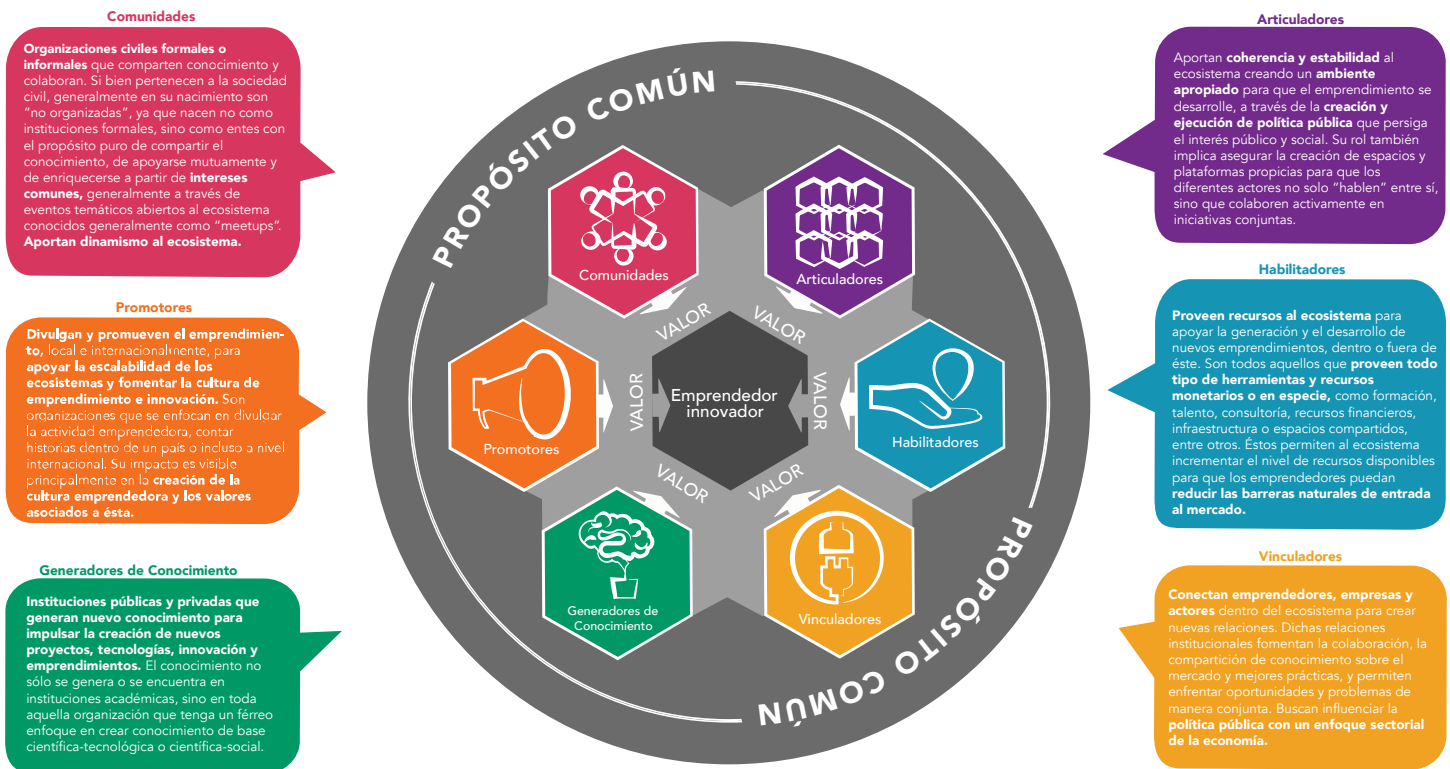 Comunidades
Organizaciones civiles formales o
informales que comparten conocimiento y
colaboran. Si bien pertenecen a la sociedad
civil, generalmente en su nacimiento son
“no organizadas”, ya que nacen no como
instituciones formales, sino como entes con
el propósito puro de compartir el
conocimiento, de apoyarse mutuamente y
de enriquecerse a partir de intereses
comunes, generalmente a través de
eventos temáticos abiertos al ecosistema
conocidos generalmente como “meetups”.
Aportan dinamismo al ecosistema.
Promotores
Divulgan y promueven el emprendimien-
to, local e internacionalmente, para
apoyar la escalabilidad de los
ecosistemas y fomentar la cultura de
emprendimiento e innovación. Son
organizaciones que se enfocan en divulgar
la actividad emprendedora, contar
historias dentro de un país o incluso a nivel
internacional. Su impacto es visible
principalmente en la creación de la
cultura emprendedora y los valores
asociados a ésta.
Generadores de Conocimiento
Instituciones públicas y privadas que
generan nuevo conocimiento para
impulsar la creación de nuevos
proyectos, tecnologías, innovación y
emprendimientos. El conocimiento no
sólo se genera o se encuentra en
instituciones académicas, sino en toda
aquella organización que tenga un férreo
enfoque en crear conocimiento de base
científica-tecnológica o científica-social.
PROPÓSITO COMÚN
Comunidades
Articuladores
VALOR
VALOR
Promotores
VALOR
Emprendedor
innovador
VALOR
Habilitadores
VALOR
VALOR
Generadores de
Conocimiento
Vinculadores
PROPÓSITO COMÚN
Articuladores
Aportan coherencia y estabilidad al
ecosistema creando un ambiente
apropiado para que el emprendimiento se
desarrolle, a través de la creación y
ejecución de política pública que persiga
el interés público y social. Su rol también
implica asegurar la creación de espacios y
plataformas propicias para que los
diferentes actores no solo “hablen” entre sí,
sino que colaboren activamente en
iniciativas conjuntas.
Habilitadores
Proveen recursos al ecosistema para
apoyar la generación y el desarrollo de
nuevos emprendimientos, dentro o fuera de
éste. Son todos aquellos que proveen todo
tipo de herramientas y recursos
monetarios o en especie, como formación,
talento, consultoría, recursos financieros,
infraestructura o espacios compartidos,
entre otros. Éstos permiten al ecosistema
incrementar el nivel de recursos disponibles
para que los emprendedores puedan
reducir las barreras naturales de entrada
al mercado.
Vinculadores
Conectan emprendedores, empresas y
actores dentro del ecosistema para crear
nuevas relaciones. Dichas relaciones
institucionales fomentan la colaboración, la
compartición de conocimiento sobre el
mercado y mejores prácticas, y permiten
enfrentar oportunidades y problemas de
manera conjunta. Buscan influenciar la
política pública con un enfoque sectorial
de la economía.